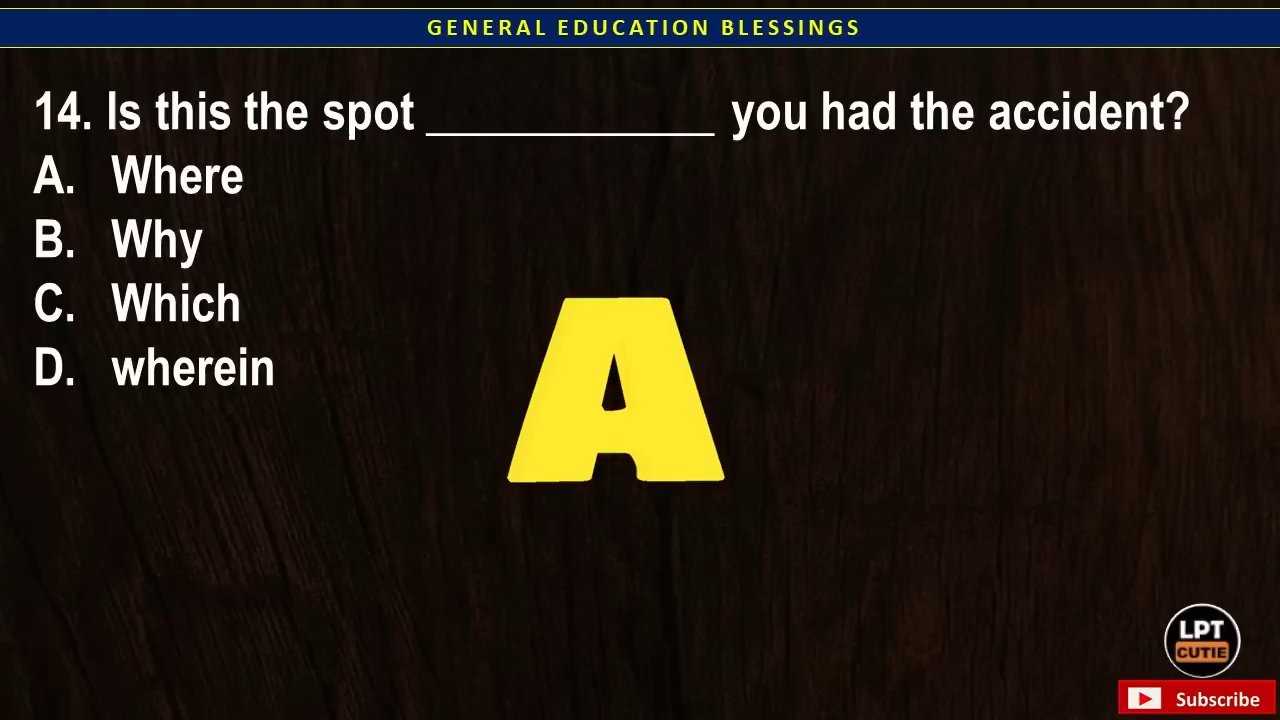 GENERAL EDUCATION BLESSINGS
14. Is this the spot ____________ you had the accident?
A. Where
B. Why
C. Which
D. wherein
A
LPT
CUTIE
Subscribe